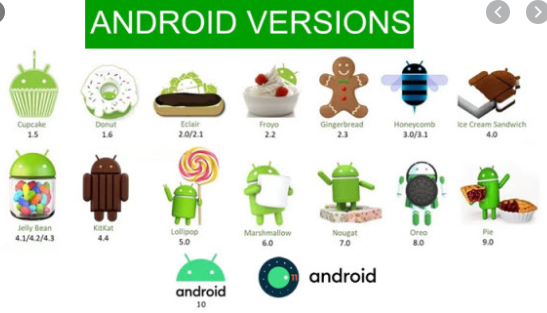 ANDROID VERSIONS
Cupcake
1.5
Donut
1.6
Eclair
2.0/2.1
Froyo
2.2
Gingerbread
2.3
Honeycomb
3.0/3.1
Ice Cream Sandwich
4.0
Jelly Bean
4.1/4.2/4.3
KitKat
4.4
Lollipop
5.0
Marshmallow
6.0
Nougat
7.0
Oreo
8.0
Pie
9.0
android
10
11
android